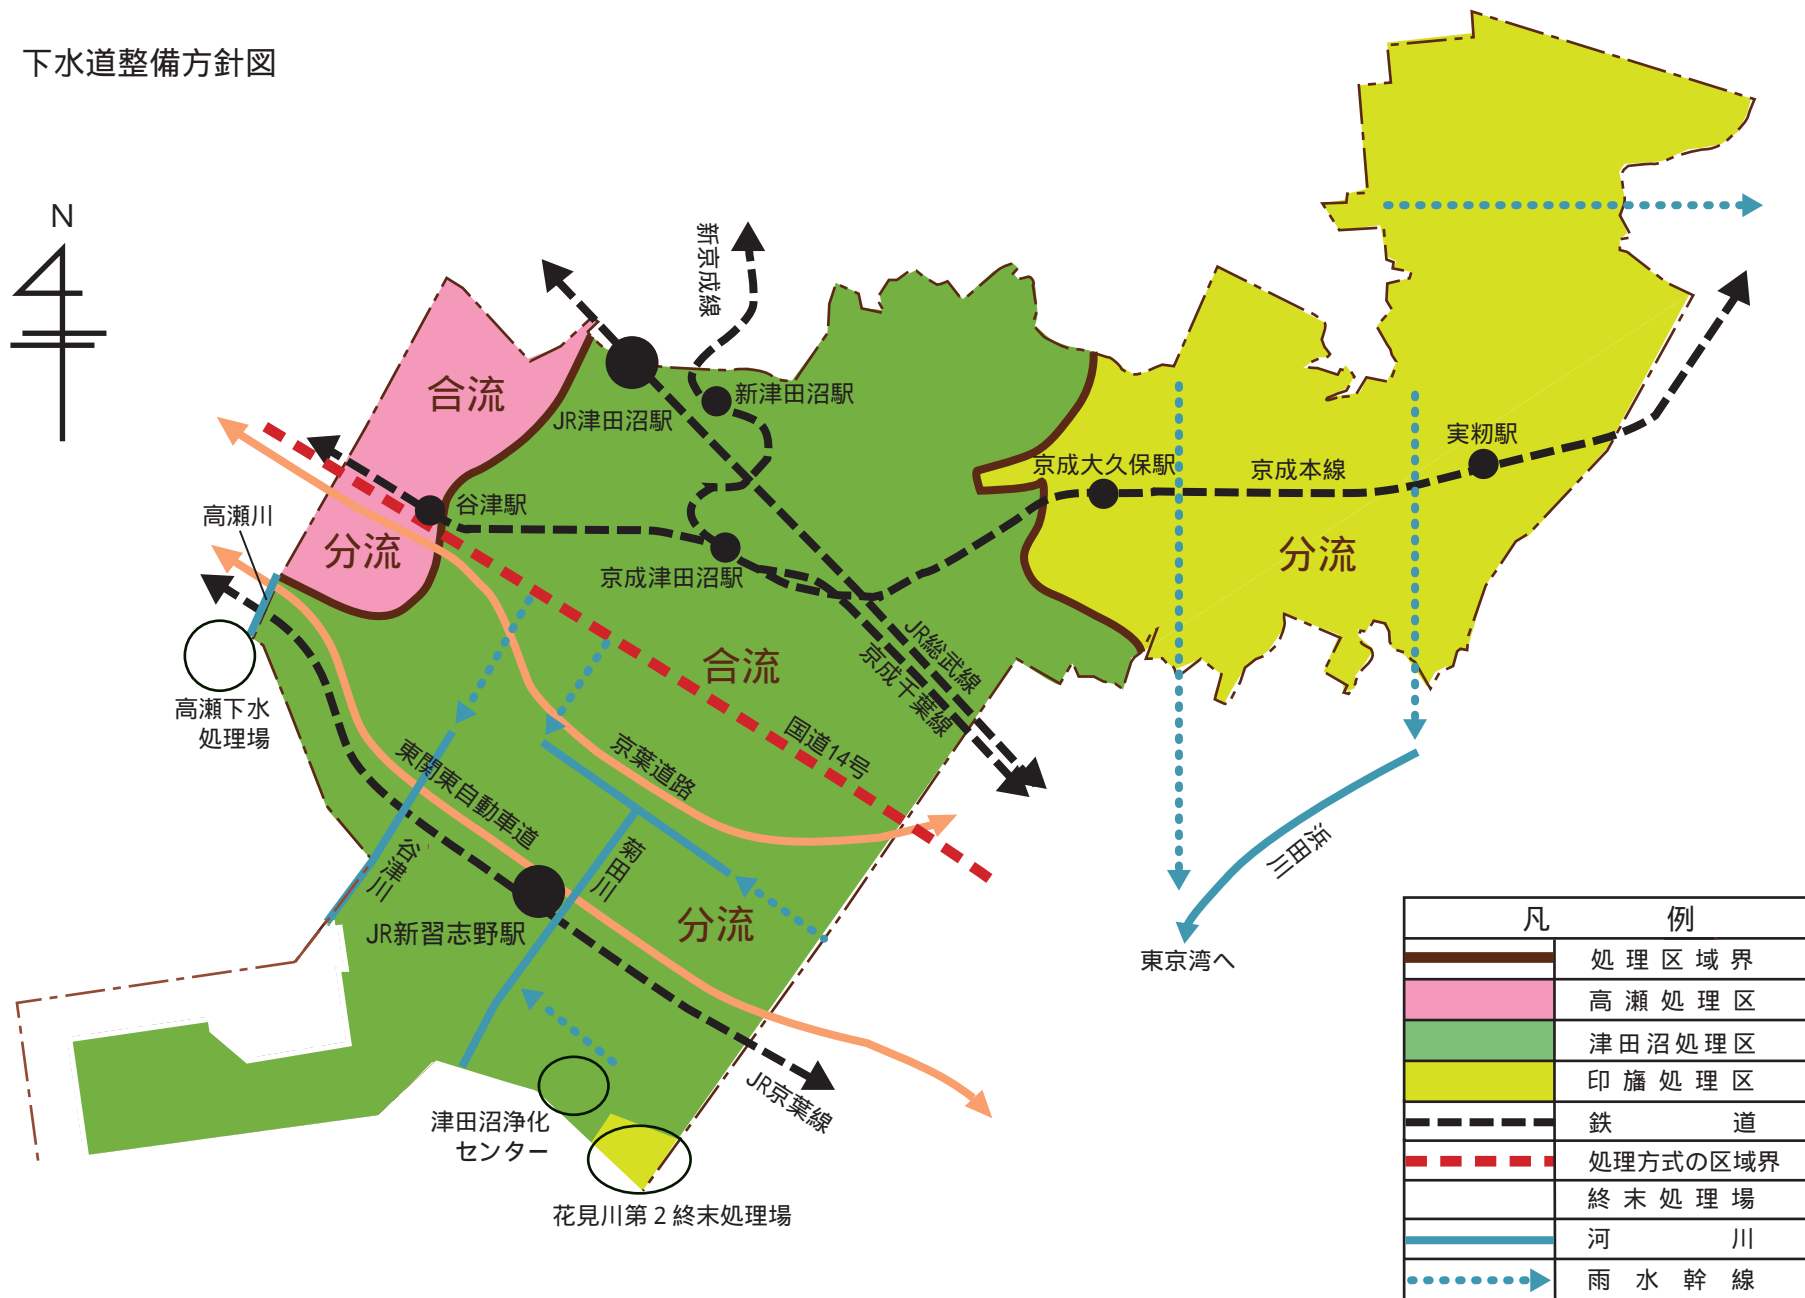 下水道整備方針図
N
新京成線
合流
JR津田沼駅
新津田沼駅
実籾駅
京成大久保駅
京成本線
谷津駅
高瀬川
分流
京成津田沼駅
分流
JR総武線
京成千葉線
合流
高瀬下水
処理場
国道14号
京葉道路
東関東自動車道
谷津川
菊田川
浜田川
分流
JR新習志野駅
東京湾へ
JR京葉線
津田沼浄化
センター
花見川第2終末処理場
凡例
処理区域界
高瀬処理区
津田沼処理区
印旛処理区
鉄道
処理方式の区域界
終末処理場
河川
雨水幹線